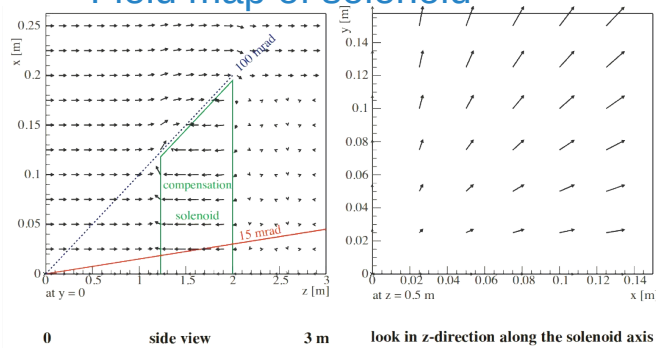 Field map of solenoid
x [m]
0.25
0.2
0.15
0.1
0.05
0
0
0.5
1
1.5
2
2.5
3
at y = 0
z [m]
100 mrad
compensation
solenoid
15 mrad
y [m]
0.14
0.12
0.1
0.08
0.06
0.04
0.02
0
0
0.02
0.04
0.06
0.08
0.10
0.12
0.14
at z = 0.5 m
x [m]
0
side view
3 m
look in z-direction along the solenoid axis